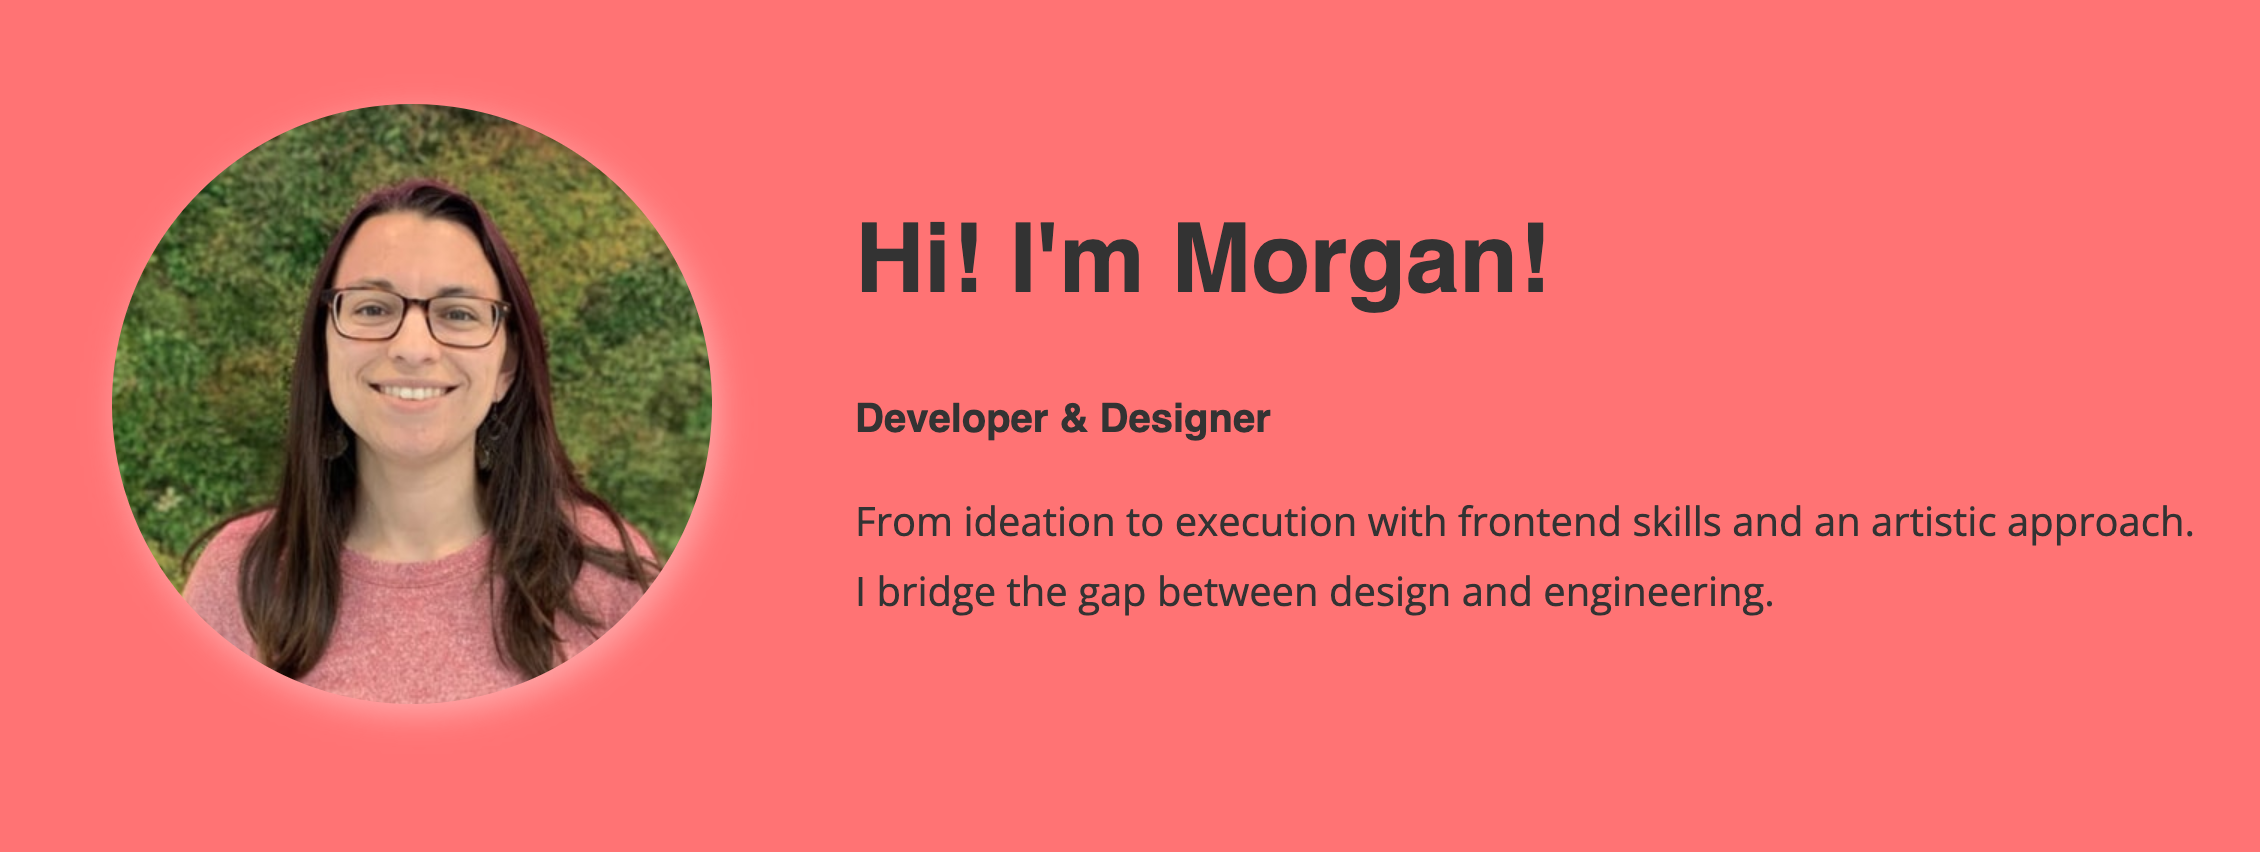 Hi! I'm Morgan!
Developer & Designer
From ideation to execution with frontend skills and an artistic approach.
I bridge the gap between design and engineering.